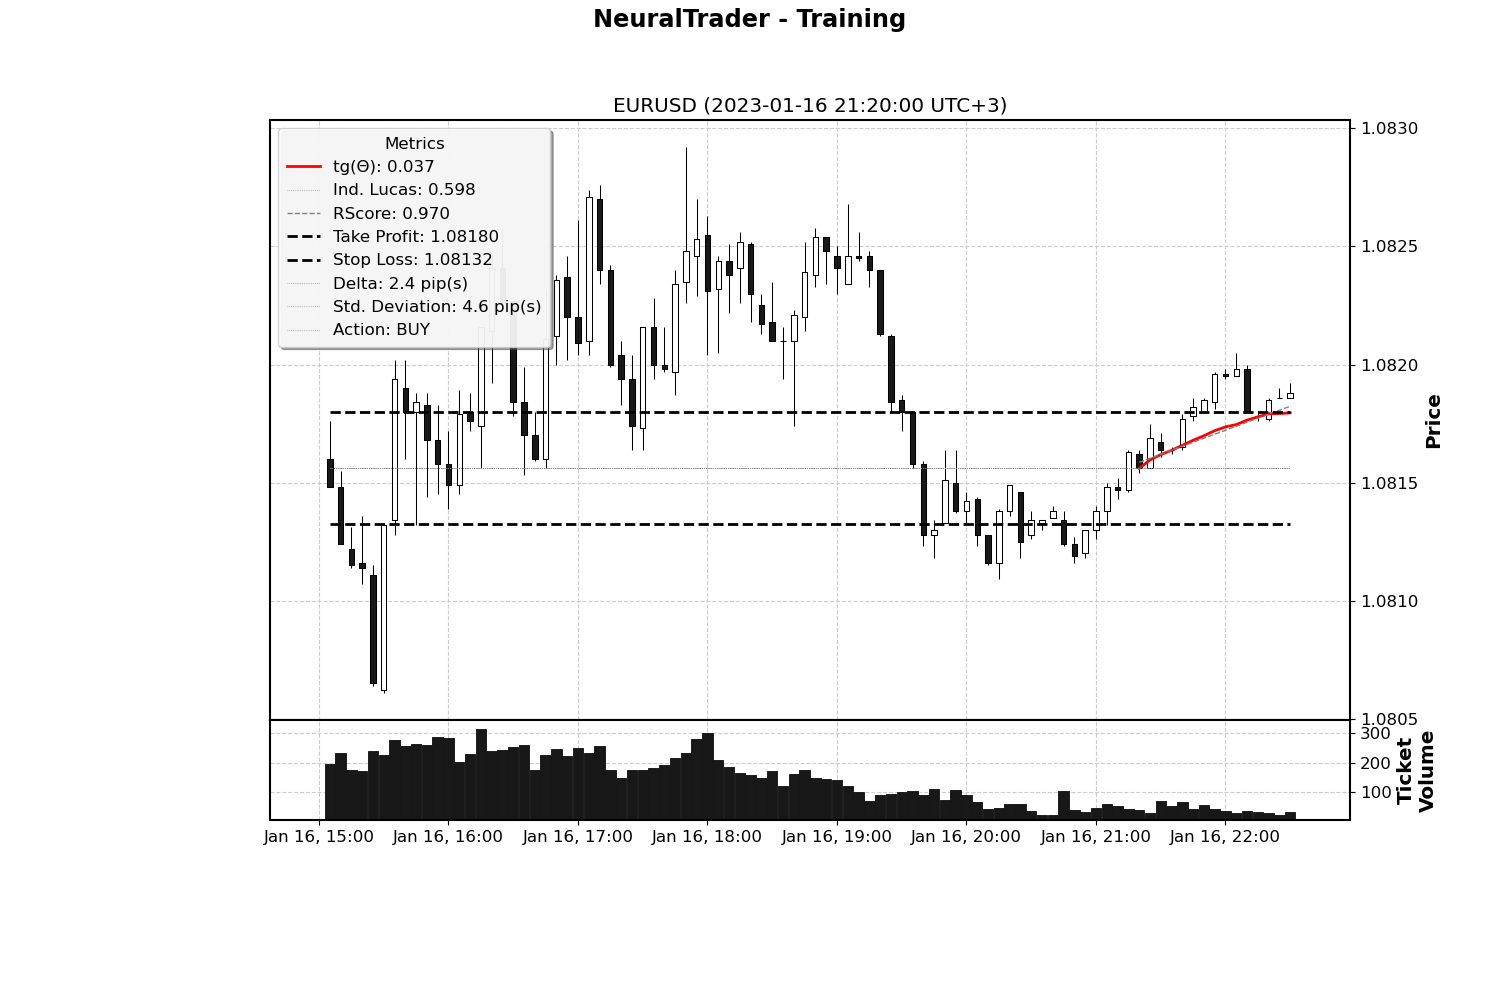 NeuralTrader - Training
EURUSD (2023-01-16 21:20:00 UTC+3)
Metrics
tg(Θ): 0.037
Ind. Lucas: 0.598
RScore: 0.970
Take Profit: 1.08180
Stop Loss: 1.08132
Delta: 2.4 pip(s)
Std. Deviation: 4.6 pip(s)
Action: BUY
1.0830
1.0825
1.0820
1.0815
1.0810
1.0805
Price
300
200
100
Ticket
Volume
Jan 16, 15:00
Jan 16, 16:00
Jan 16, 17:00
Jan 16, 18:00
Jan 16, 19:00
Jan 16, 20:00
Jan 16, 21:00
Jan 16, 22:00